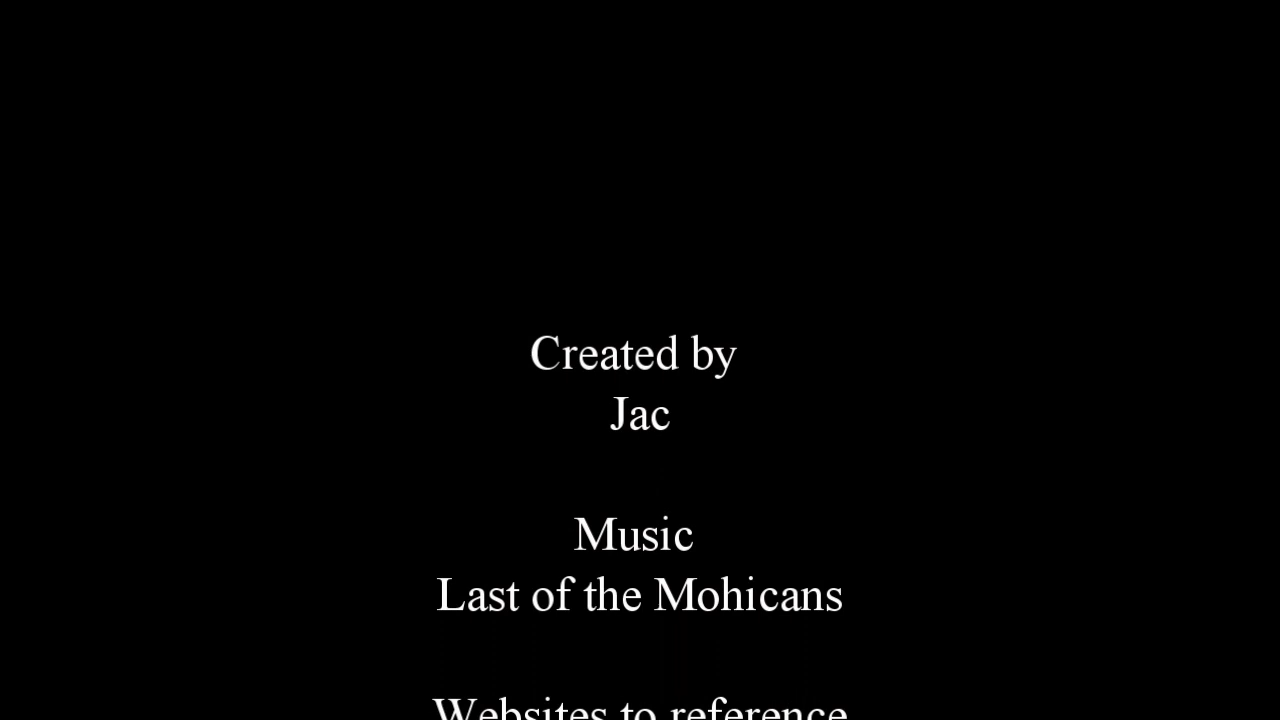 Created by
Jac
Music
Last of the Mohicans
Websites to reference